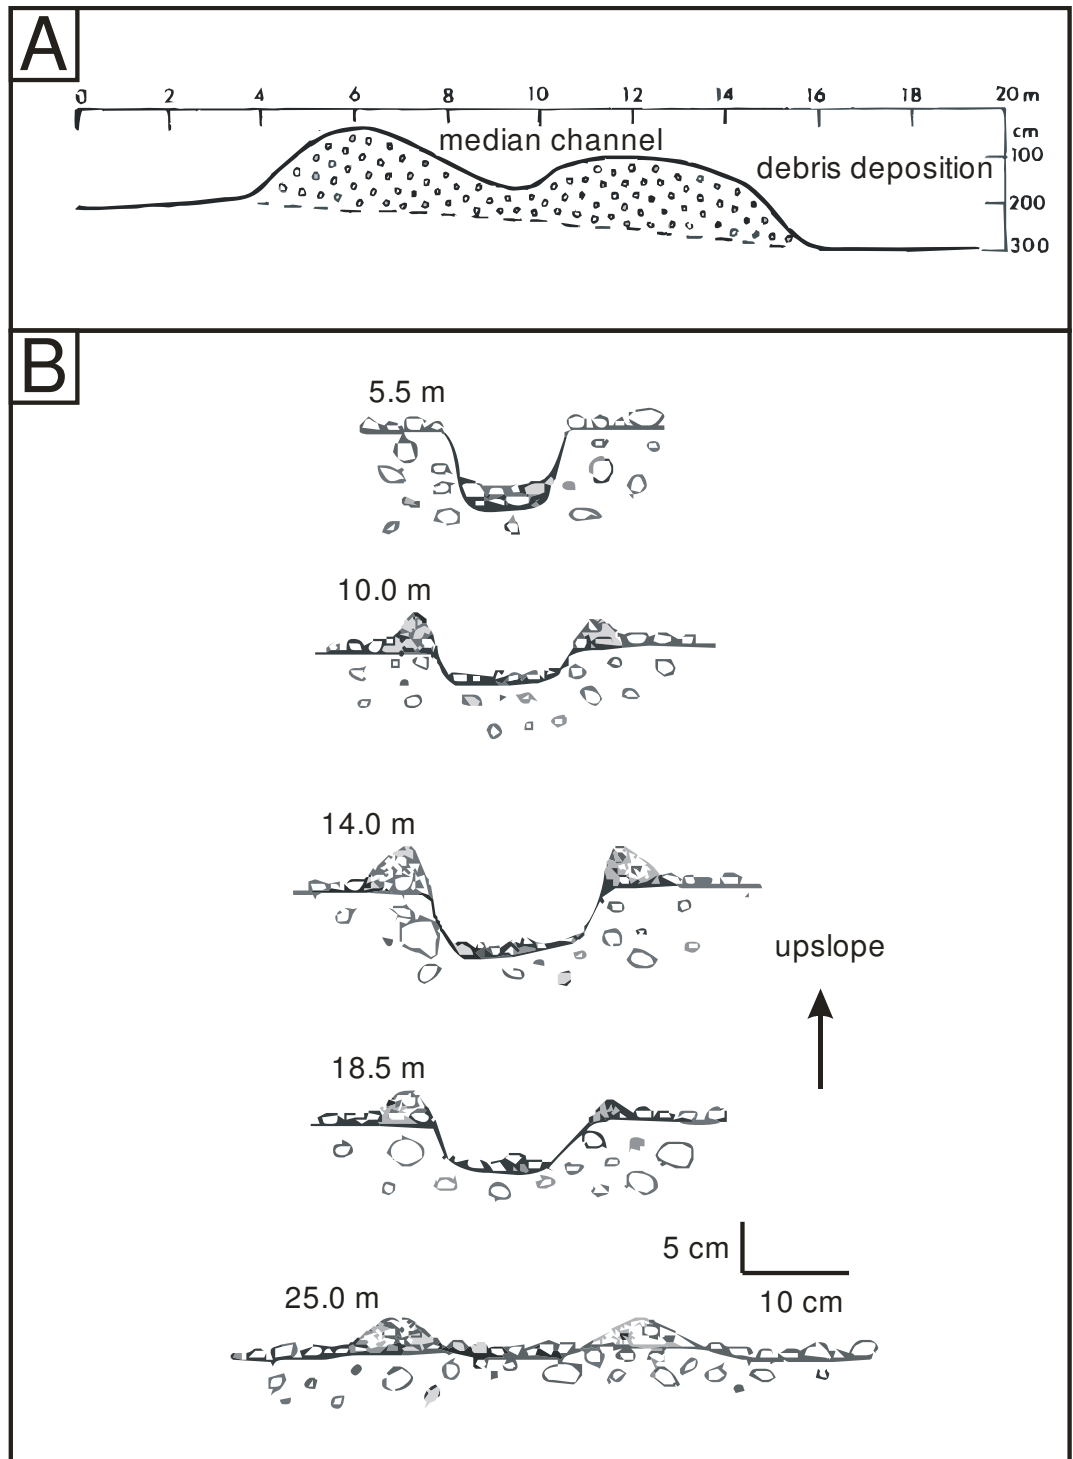 A
0 2 4 6 8 10 12 14 16 18 20 m
cm
median channel
100
debris deposition
200
300
B
5.5 m
10.0 m
14.0 m
upslope
18.5 m
5 cm
25.0 m
10 cm